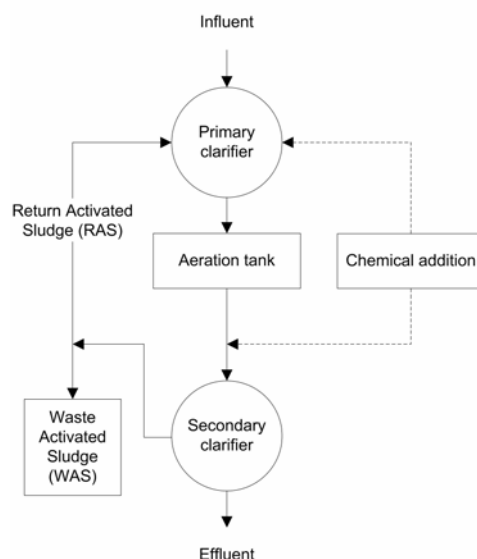 Influent
Primary
clarifier
Return Activated
Sludge (RAS)
Aeration tank
Chemical addition
Waste
Activated
Sludge
(WAS)
Secondary
clarifier
Effluent